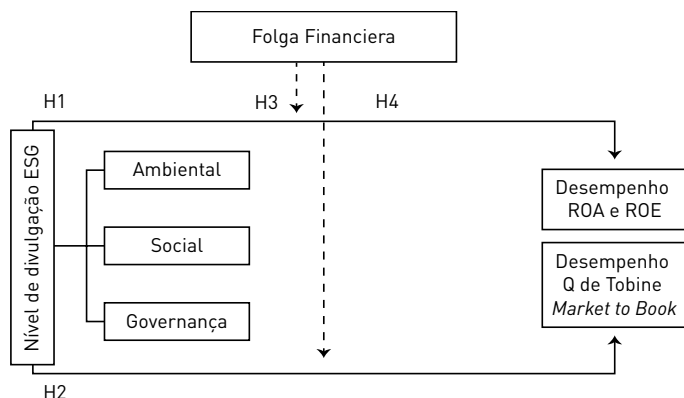 Folga Financiera
H1
H3
H4
Nível de divulgação ESG
Ambiental
Social
Governança
Desempenho
ROA e ROE
Desempenho
Q de Tobine
Market to Book
H2